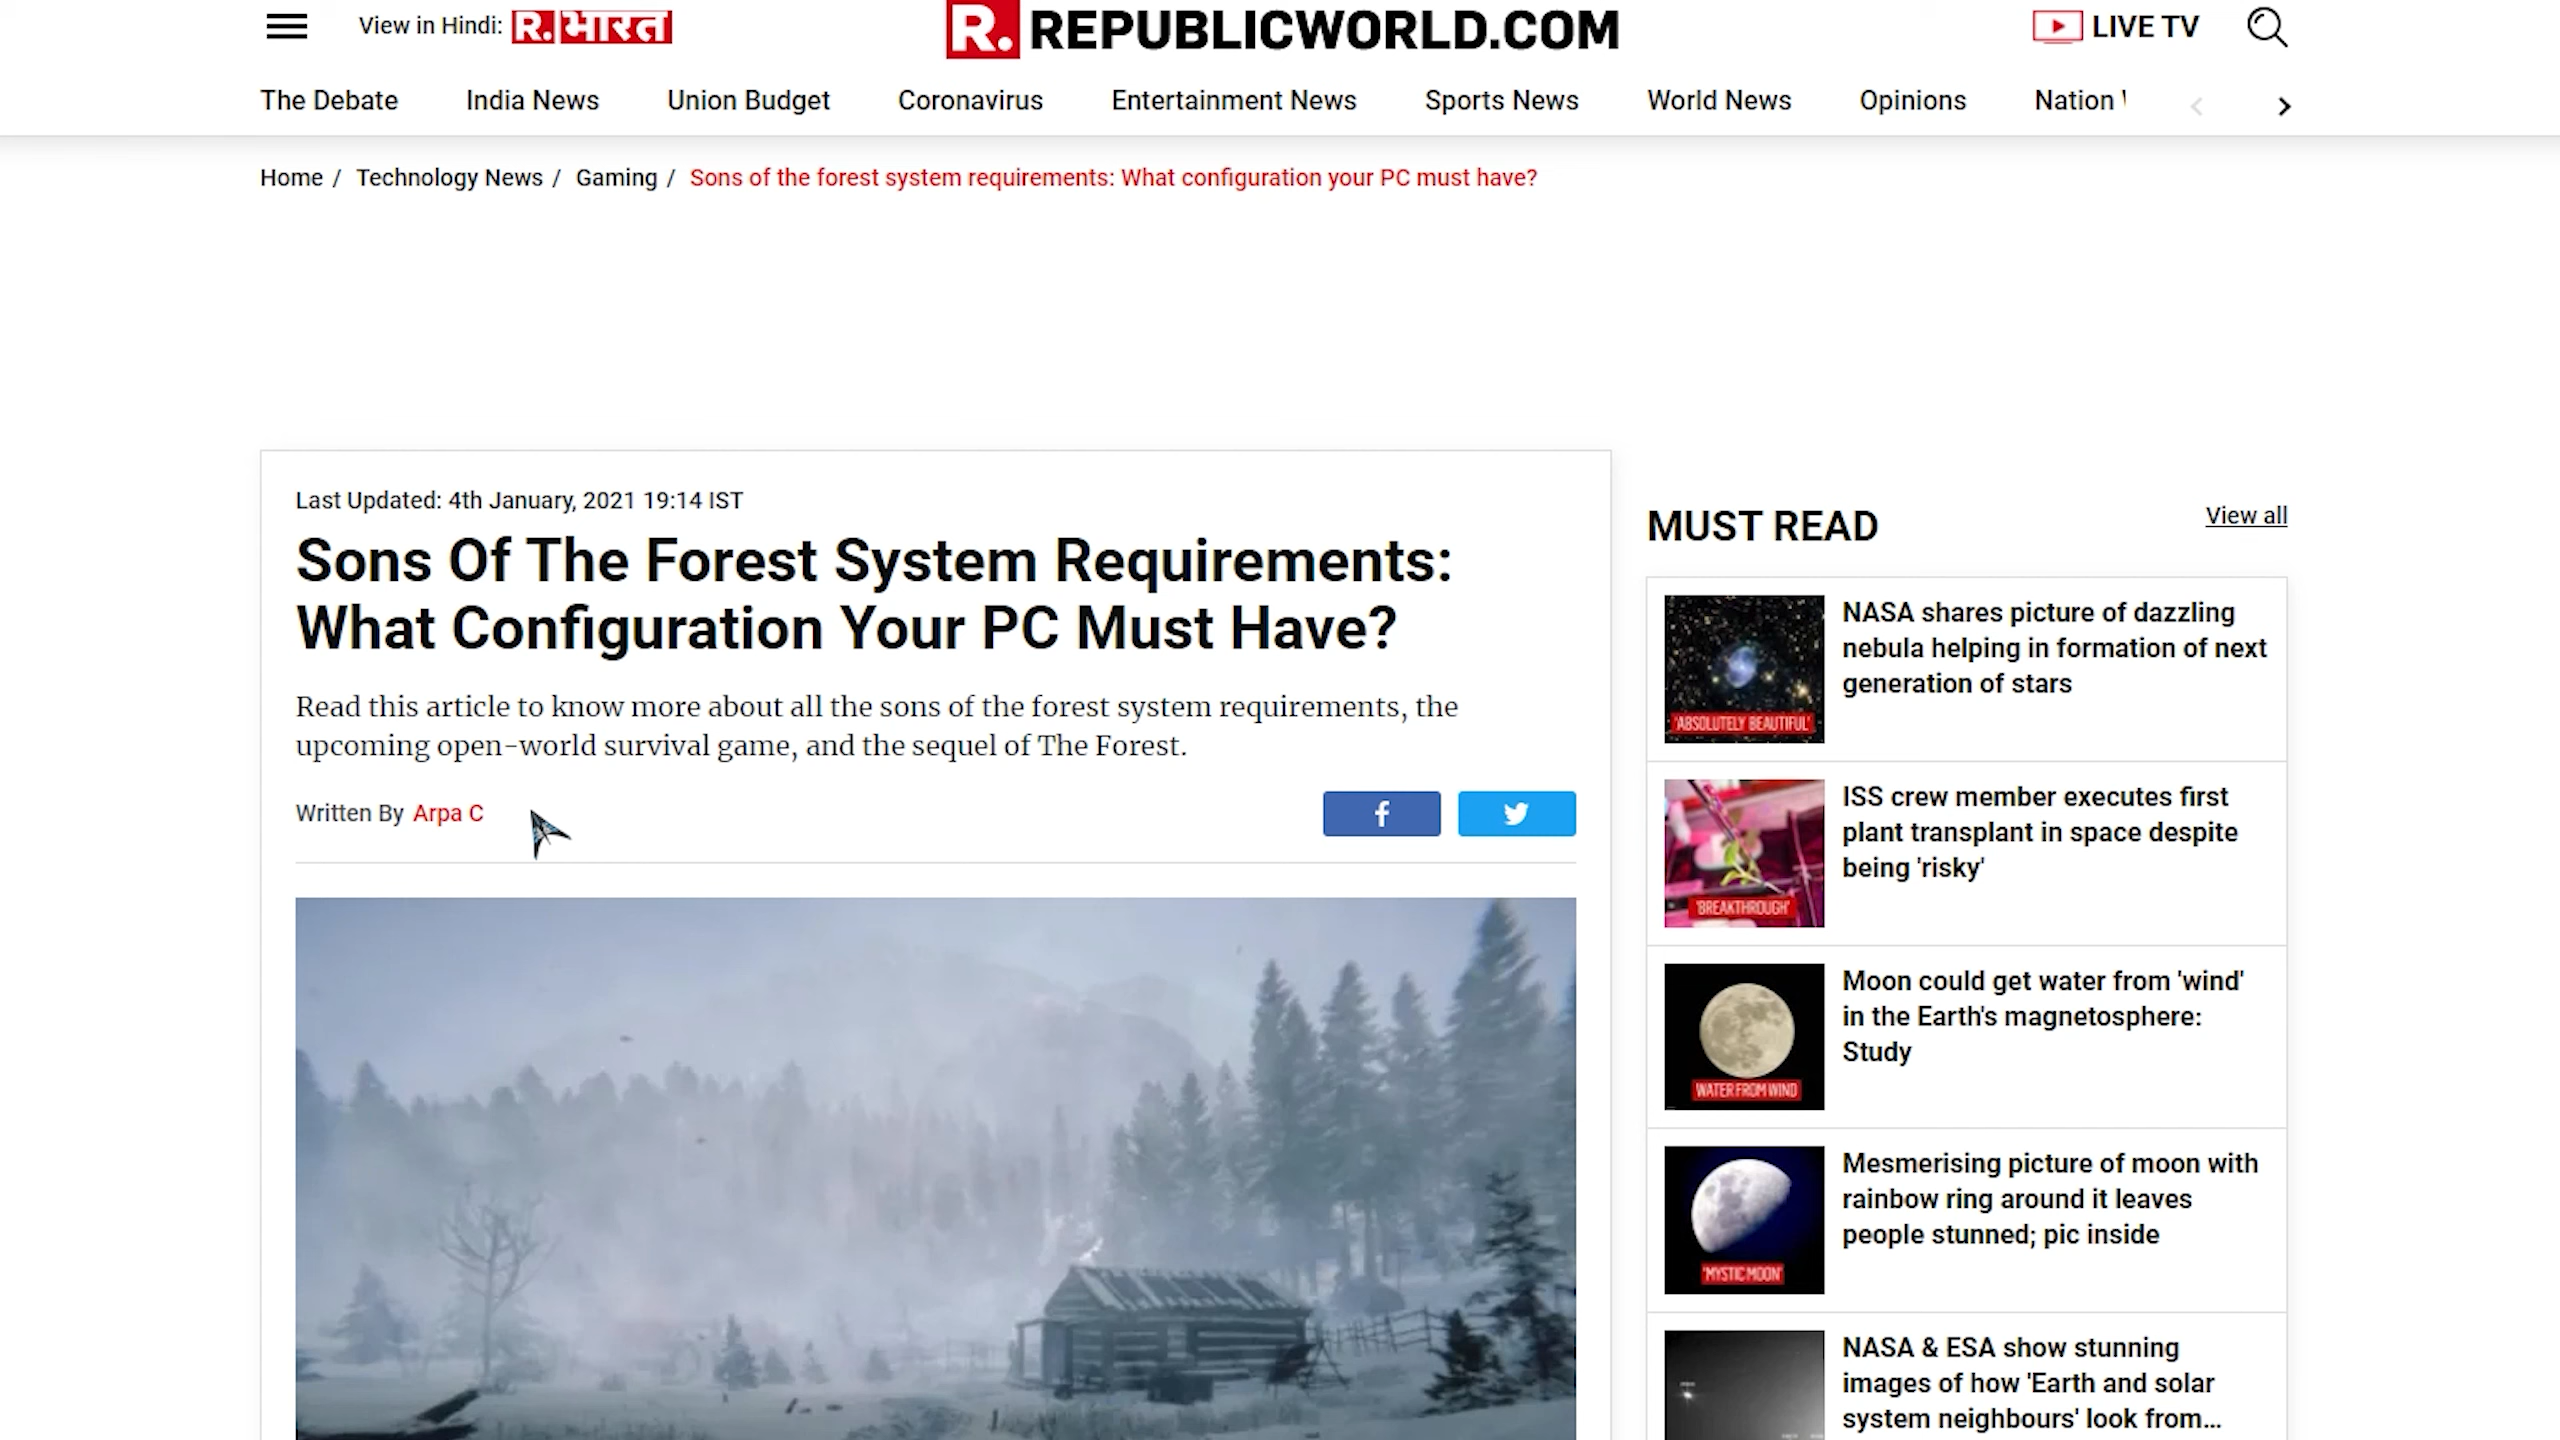 View in Hindi: R. भारत
R. REPUBLICWORLD.COM
LIVE TV
The Debate India News Union Budget Coronavirus Entertainment News Sports News World News Opinions Nation
Home / Technology News / Gaming / Sons of the forest system requirements: What configuration your PC must have?
Last Updated: 4th January, 2021 19:14 IST
Sons Of The Forest System Requirements:
What Configuration Your PC Must Have?
Read this article to know more about all the sons of the forest system requirements, the
upcoming open-world survival game, and the sequel of The Forest.
Written By Arpa C
MUST READ
View all
NASA shares picture of dazzling
nebula helping in formation of next
generation of stars
'ABSOLUTELY BEAUTIFUL'
ISS crew member executes first
plant transplant in space despite
being 'risky'
'BREAKTHROUGH'
Moon could get water from 'wind'
in the Earth's magnetosphere:
Study
WATER FROM WIND
Mesmerising picture of moon with
rainbow ring around it leaves
people stunned; pic inside
'MYSTIC MOON'
NASA & ESA show stunning
images of how 'Earth and solar
system neighbours' look from...